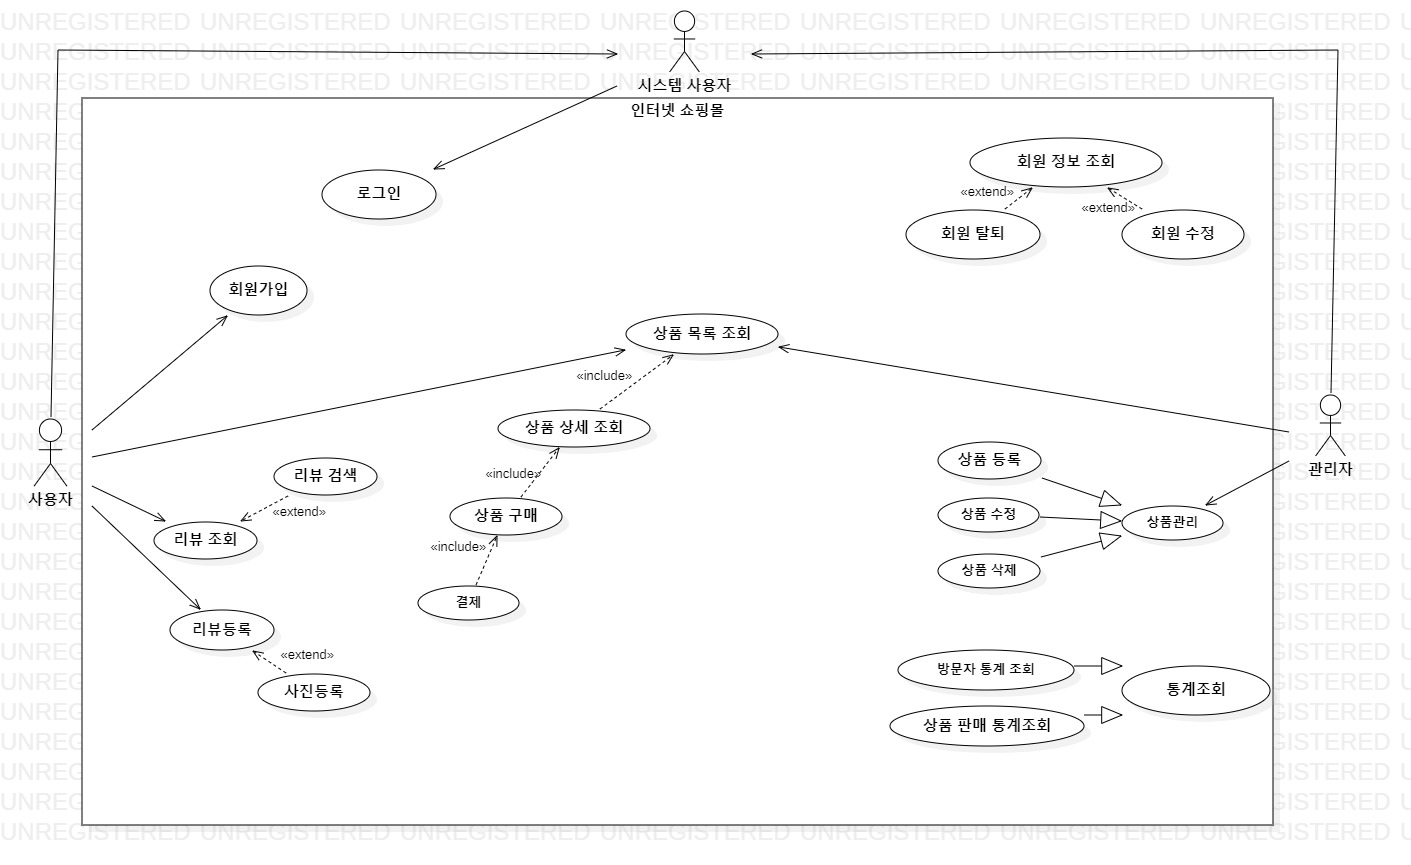 시스템 사용자
인터넷 쇼핑몰
로그인
회원 정보 조회
«extend»
«extend»
회원 탈퇴
회원 수정
회원가입
상품 목록 조회
«include»
상품 상세 조회
«include»
상품 구매
«include»
결제
사용자
리뷰 검색
«extend»
리뷰 조회
리뷰등록
«extend»
사진등록
관리자
상품 등록
상품 수정
상품관리
상품 삭제
방문자 통계 조회
통계조회
상품 판매 통계조회
UNREGISTERED UNREGISTERED UNREGISTERED UNREGISTERED UNREGISTERED UNREGISTERED UNREGISTERED